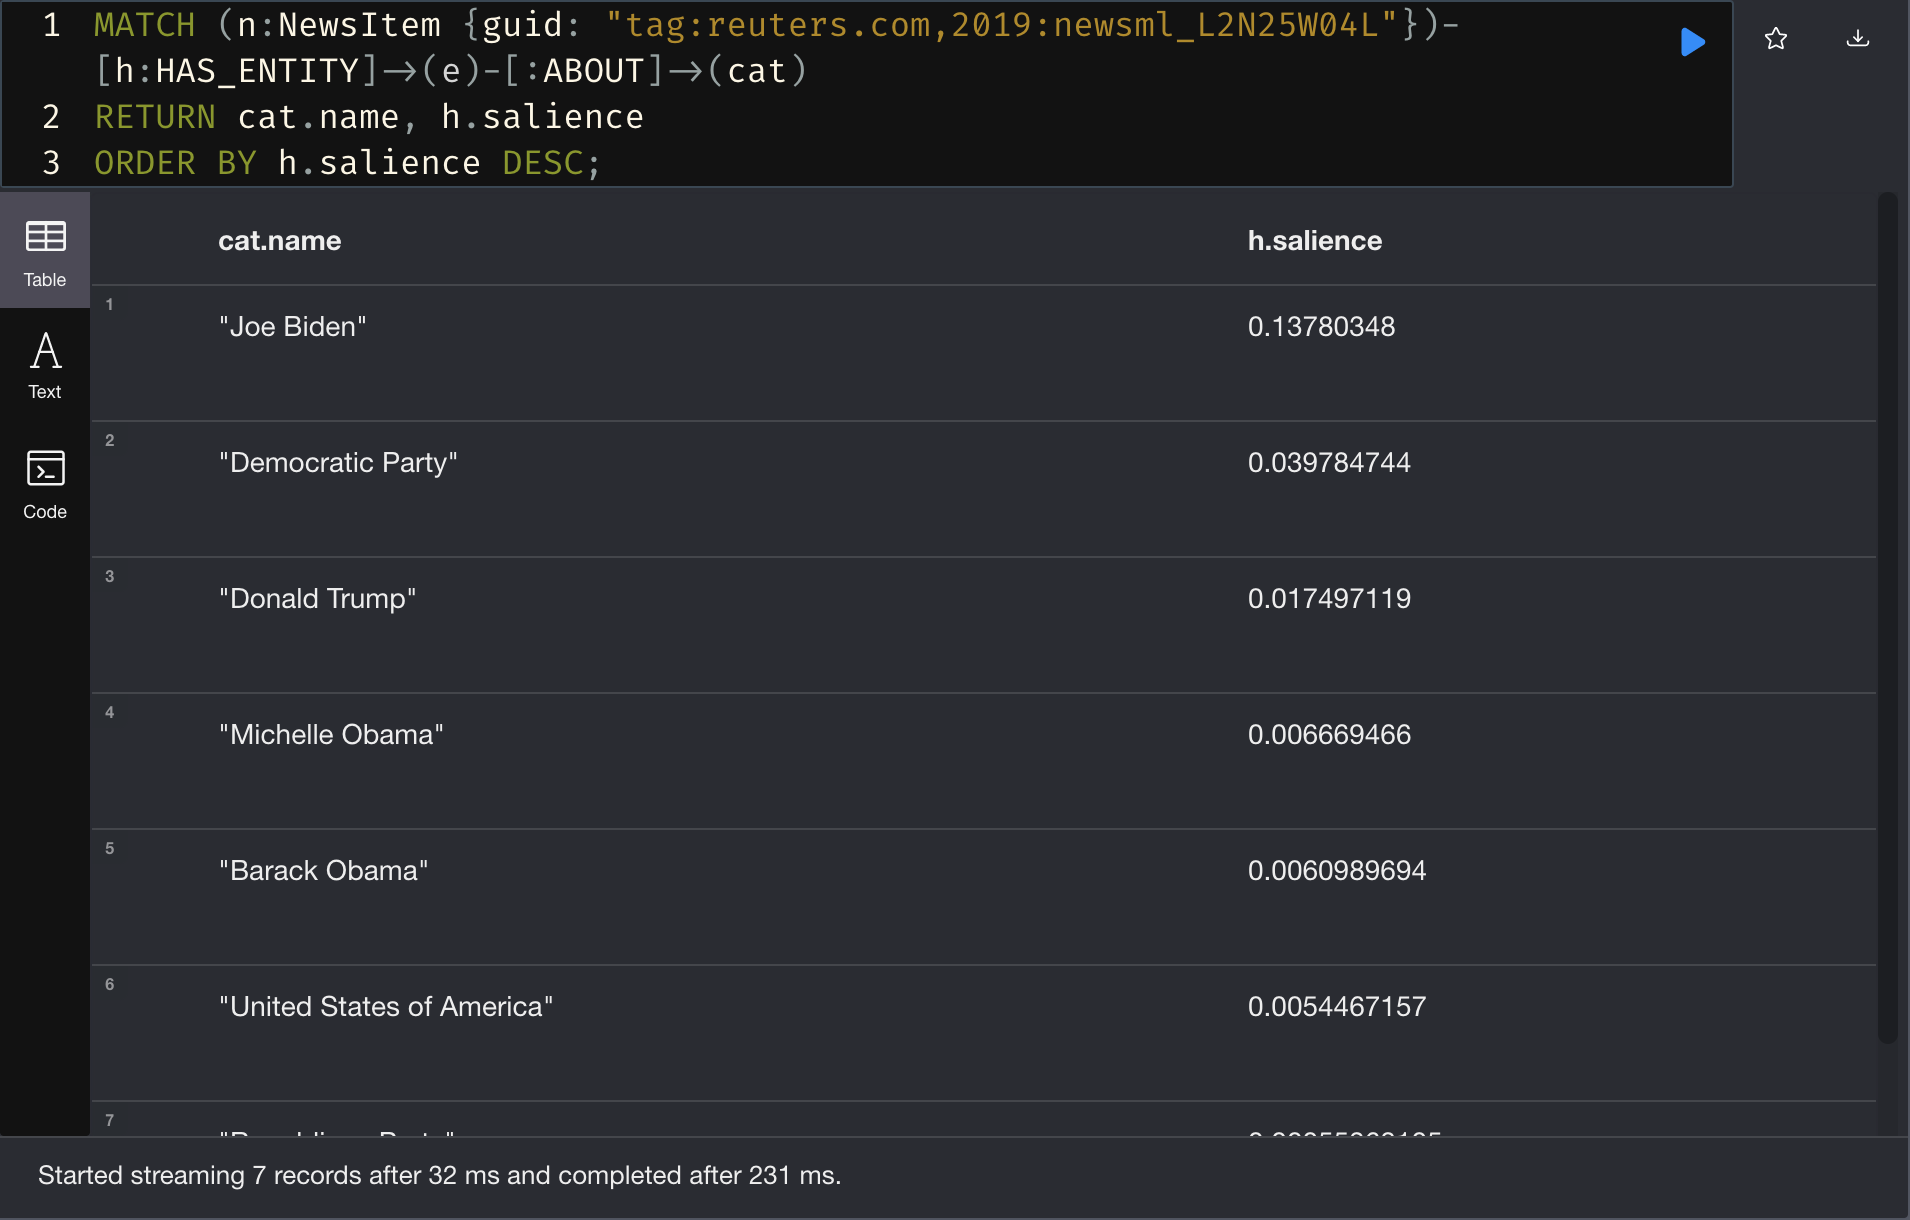 1 MATCH (n:NewsItem {guid: "tag:reuters.com,2019:newsml_L2N25W04L"})-
[h:HAS_ENTITY]→(e)-[:ABOUT]→(cat)
2 RETURN cat.name, h.salience
3 ORDER BY h.salience DESC;
Table
Text
Code
cat.name h.salience
1 "Joe Biden" 0.13780348
2 "Democratic Party" 0.039784744
3 "Donald Trump" 0.017497119
4 "Michelle Obama" 0.006669466
5 "Barack Obama" 0.0060989694
6 "United States of America" 0.0054467157
7
Started streaming 7 records after 32 ms and completed after 231 ms.